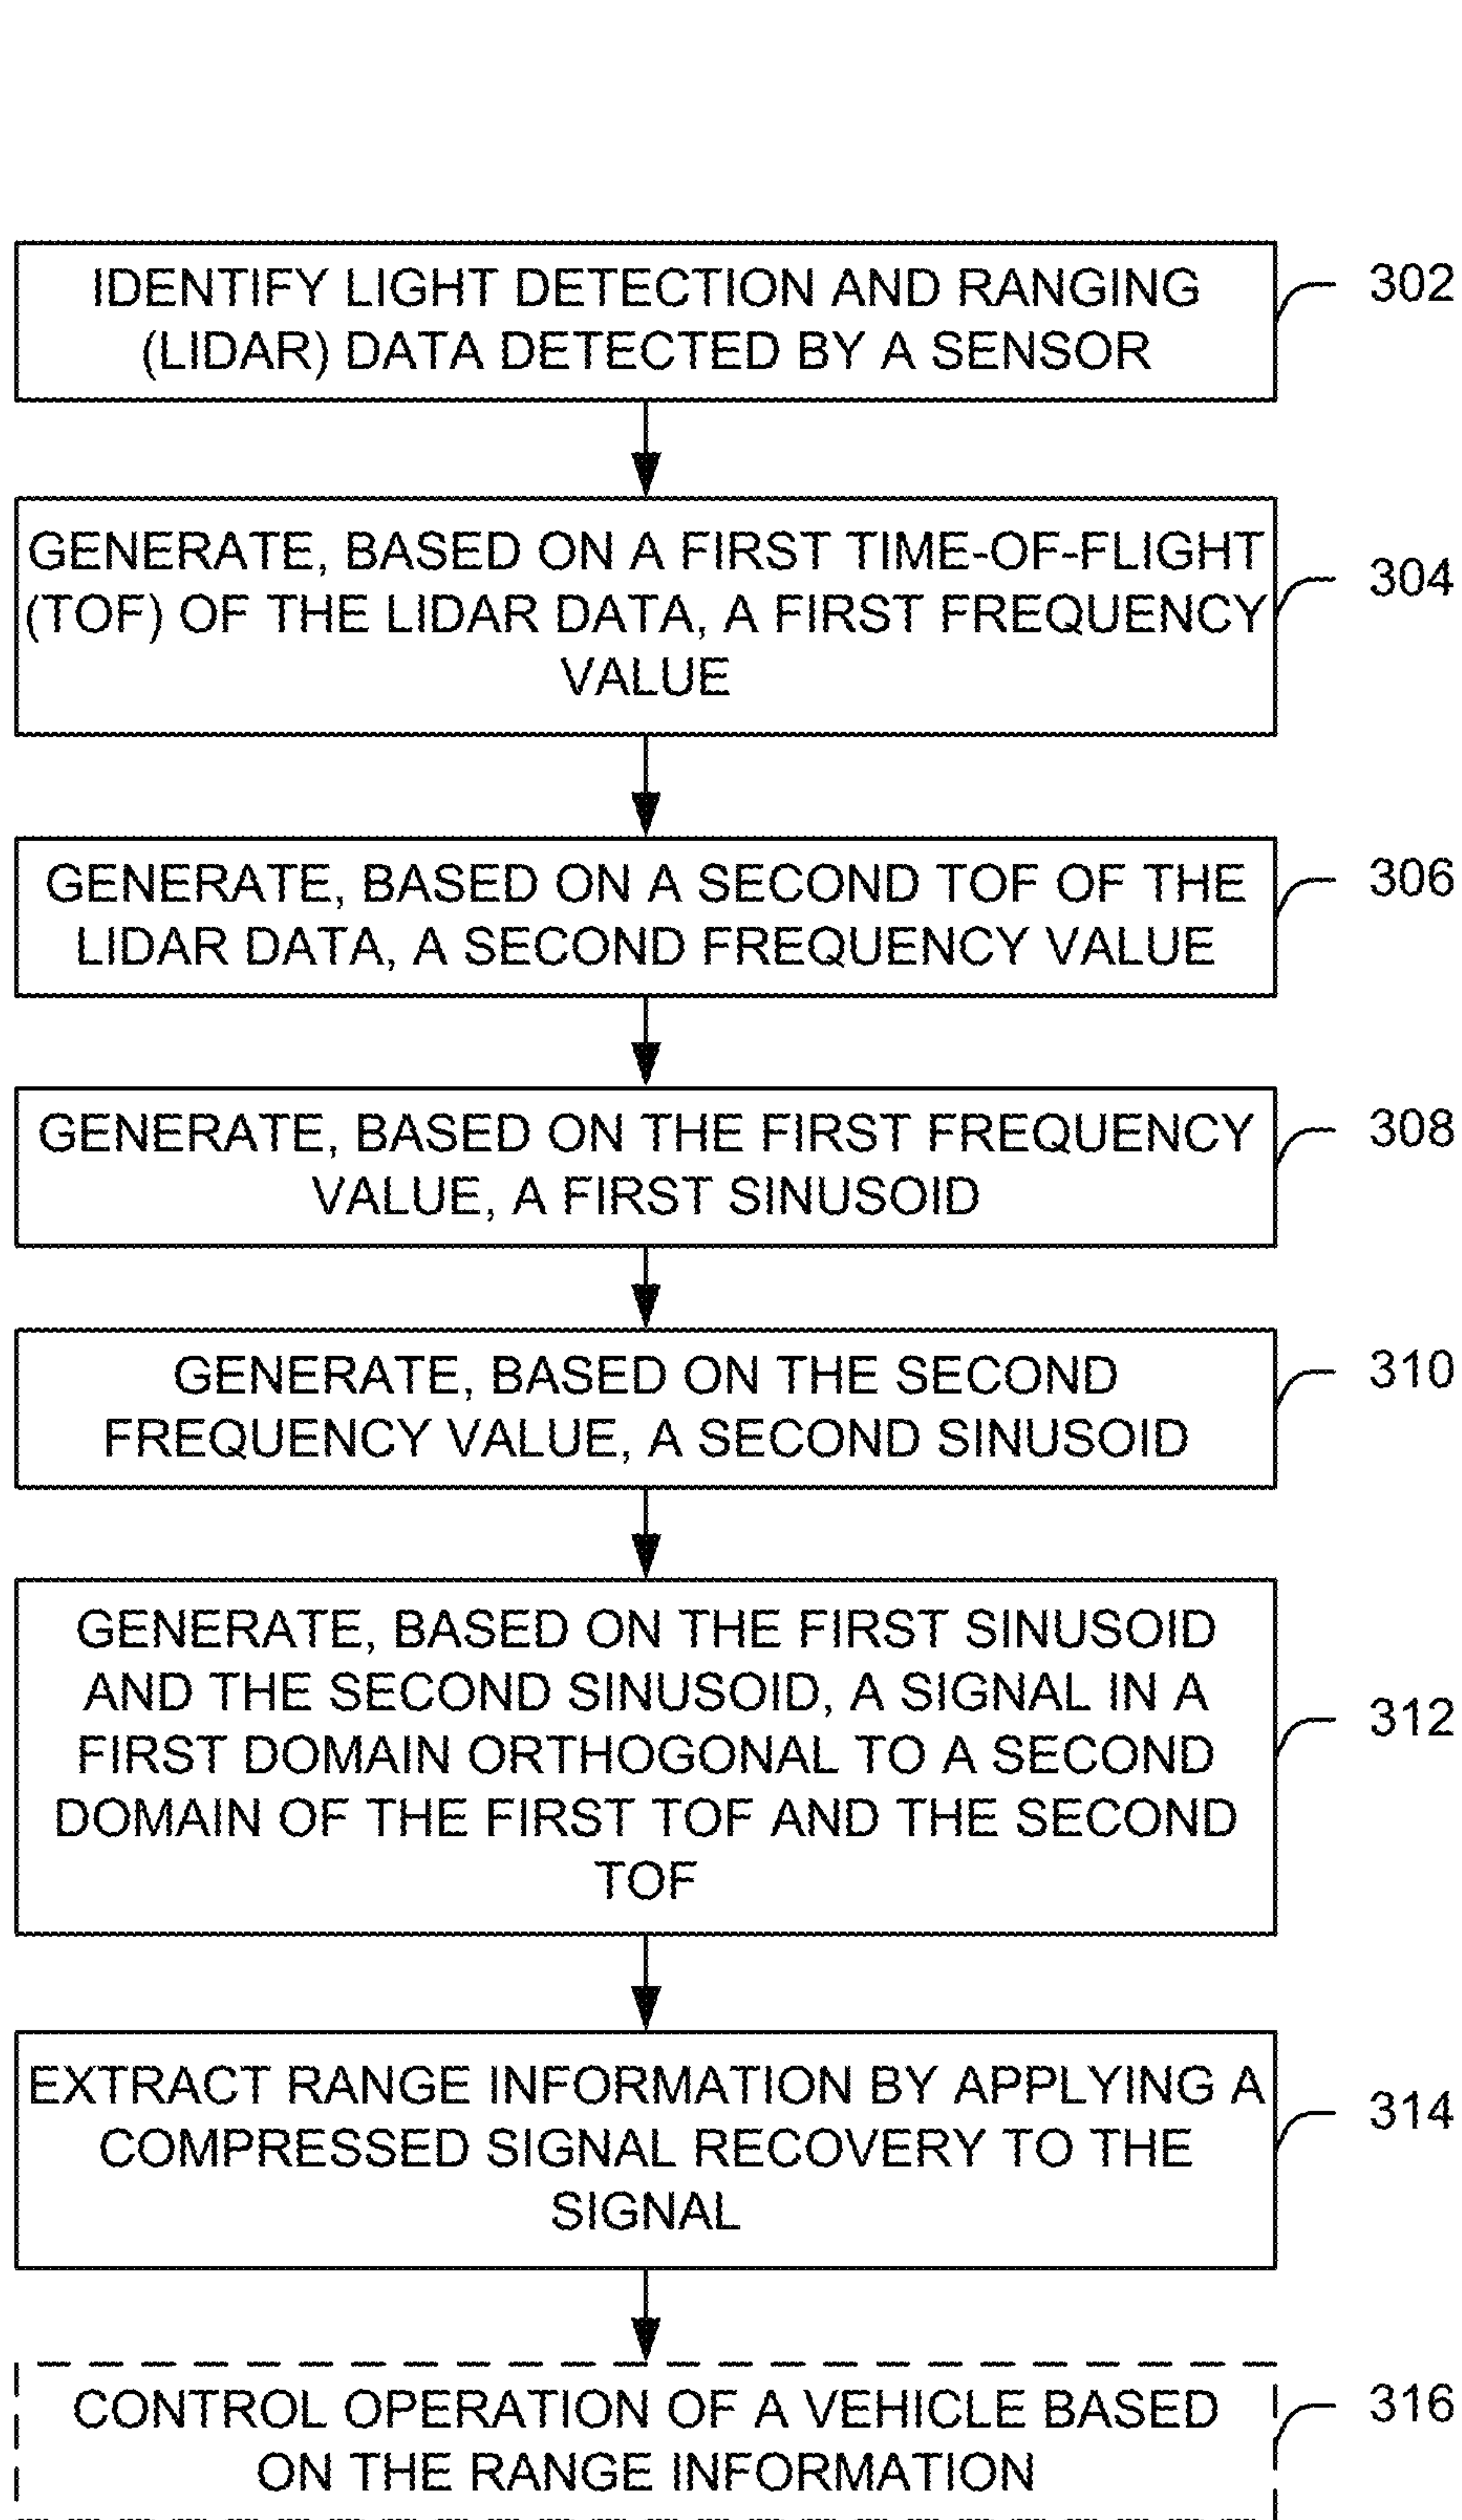 IDENTIFY LIGHT DETECTION AND RANGING
(LIDAR) DATA DETECTED BY A SENSOR
302
GENERATE, BASED ON A FIRST TIME-OF-FLIGHT
(TOF) OF THE LIDAR DATA, A FIRST FREQUENCY
VALUE
304
GENERATE, BASED ON A SECOND TOF OF THE
LIDAR DATA, A SECOND FREQUENCY VALUE
306
GENERATE, BASED ON THE FIRST FREQUENCY
VALUE, A FIRST SINUSOID
308
GENERATE, BASED ON THE SECOND
FREQUENCY VALUE, A SECOND SINUSOID
310
GENERATE, BASED ON THE FIRST SINUSOID
AND THE SECOND SINUSOID, A SIGNAL IN A
FIRST DOMAIN ORTHOGONAL TO A SECOND
DOMAIN OF THE FIRST TOF AND THE SECOND
TOF
312
EXTRACT RANGE INFORMATION BY APPLYING A
COMPRESSED SIGNAL RECOVERY TO THE
SIGNAL
314
CONTROL OPERATION OF A VEHICLE BASED
ON THE RANGE INFORMATION
316